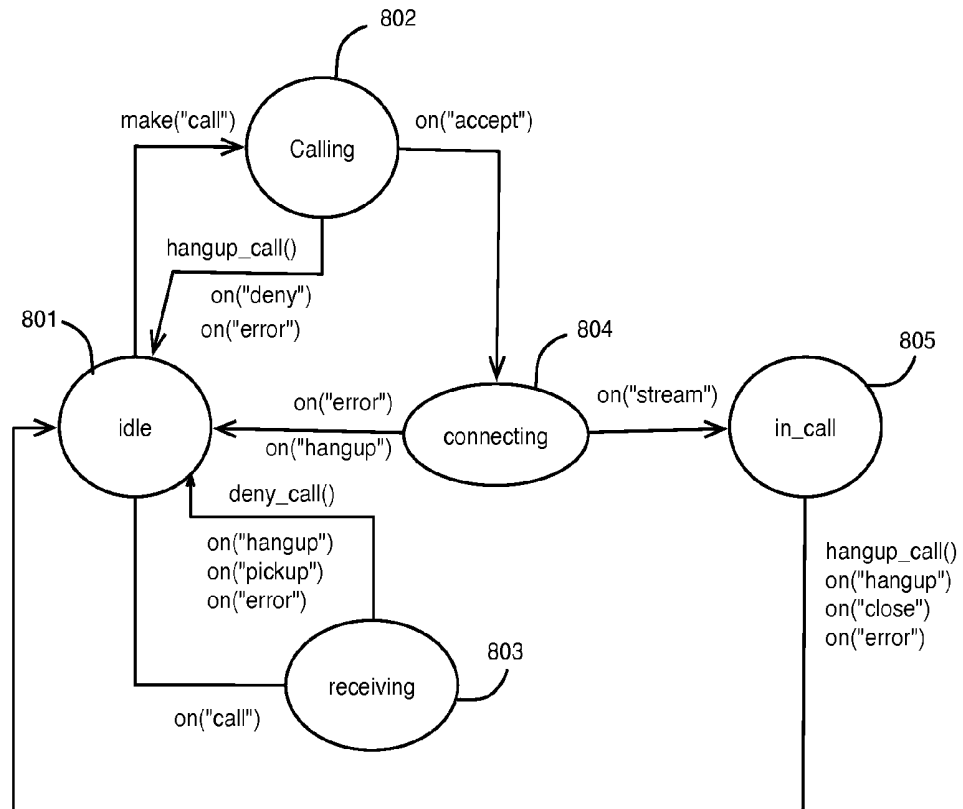 802
make("call")
on("accept")
Calling
hangup_call()
on("deny")
on("error")
801
804
805
on("error")
on("stream")
idle
connecting
in_call
on("hangup")
deny_call()
on("hangup")
on("pickup")
on("error")
hangup_call()
on("hangup")
on("close")
on("error")
803
receiving
on("call")